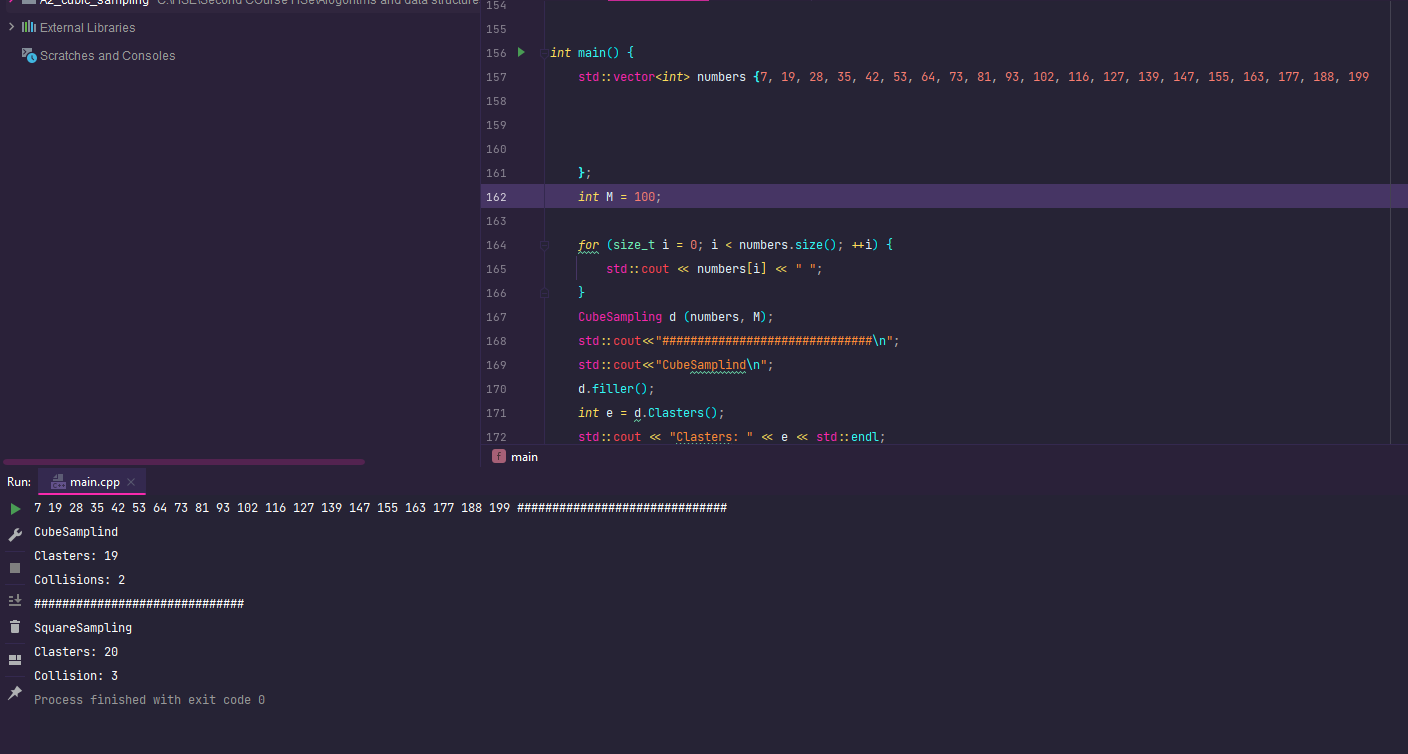 A2_cubic_sampling C:\HSE\Second COurse HSe\Alogoritms and data structure
External Libraries
Scratches and Consoles
154
155
156 int main() {
157 std::vector<int> numbers {7, 19, 28, 35, 42, 53, 64, 73, 81, 93, 102, 116, 127, 139, 147, 155, 163, 177, 188, 199
158
159
160
161 };
162 int M = 100;
163
164 for (size_t i = 0; i < numbers.size(); ++i) {
165 std::cout << numbers[i] << " ";
166 }
167 CubeSampling d (numbers, M);
168 std::cout<<"##############################\n";
169 std::cout<<"CubeSamplind\n";
170 d.filler();
171 int e = d.Clasters();
172 std::cout << "Clasters: " << e << std::endl;
f main
Run: main.cpp
7 19 28 35 42 53 64 73 81 93 102 116 127 139 147 155 163 177 188 199 ##############################
CubeSamplind
Clasters: 19
Collisions: 2
##############################
SquareSampling
Clasters: 20
Collision: 3
Process finished with exit code 0